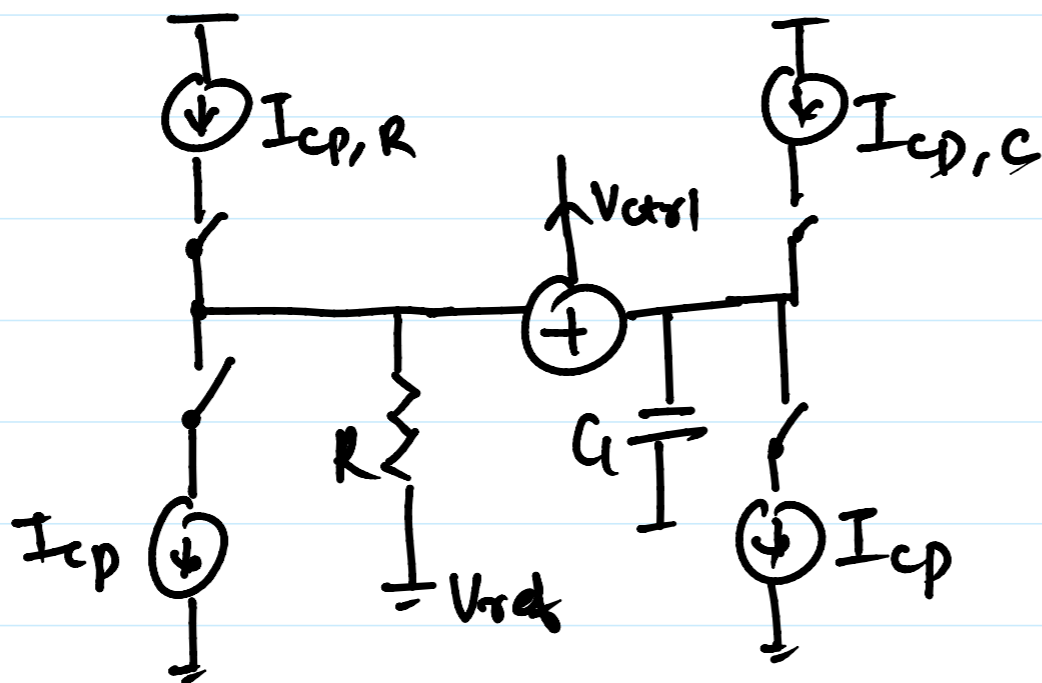 Icp, R
Icp, C
Vctrl
+
R
C1
Icp
Icp
Vref